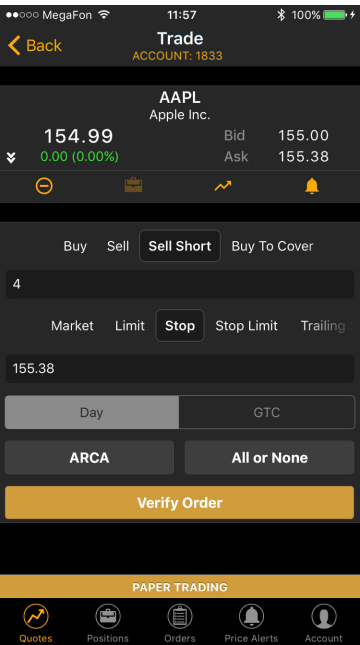 MegaFon 11:57 100%
Back Trade
ACCOUNT: 1833
AAPL
Apple Inc.
154.99 Bid 155.00
0.00 (0.00%) Ask 155.38
Buy Sell Sell Short Buy To Cover
4
Market Limit Stop Stop Limit Trailing
155.38
Day GTC
ARCA All or None
Verify Order
PAPER TRADING
Quotes Positions Orders Price Alerts Account